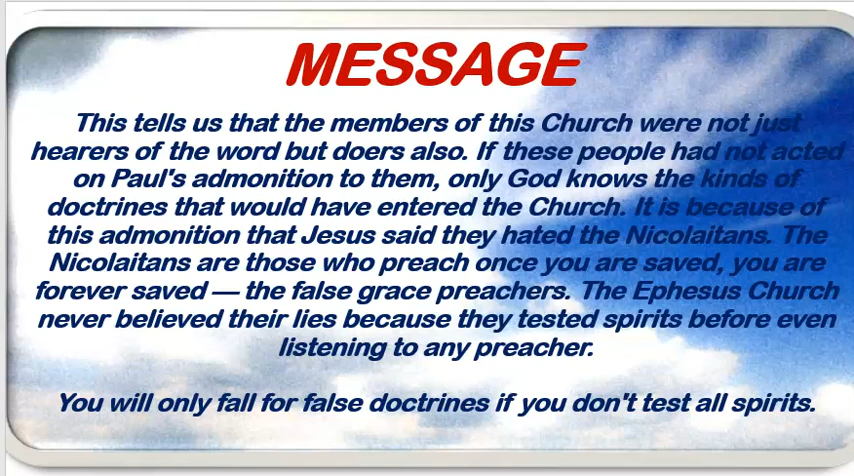 MESSAGE
This tells us that the members of this Church were not just
hearers of the word but doers also. If these people had not acted
on Paul's admonition to them, only God knows the kinds of
doctrines that would have entered the Church. It is because of
this admonition that Jesus said they hated the Nicolaitans. The
Nicolaitans are those who preach once you are saved, you are
forever saved — the false grace preachers. The Ephesus Church
never believed their lies because they tested spirits before even
listening to any preacher.
You will only fall for false doctrines if you don't test all spirits.